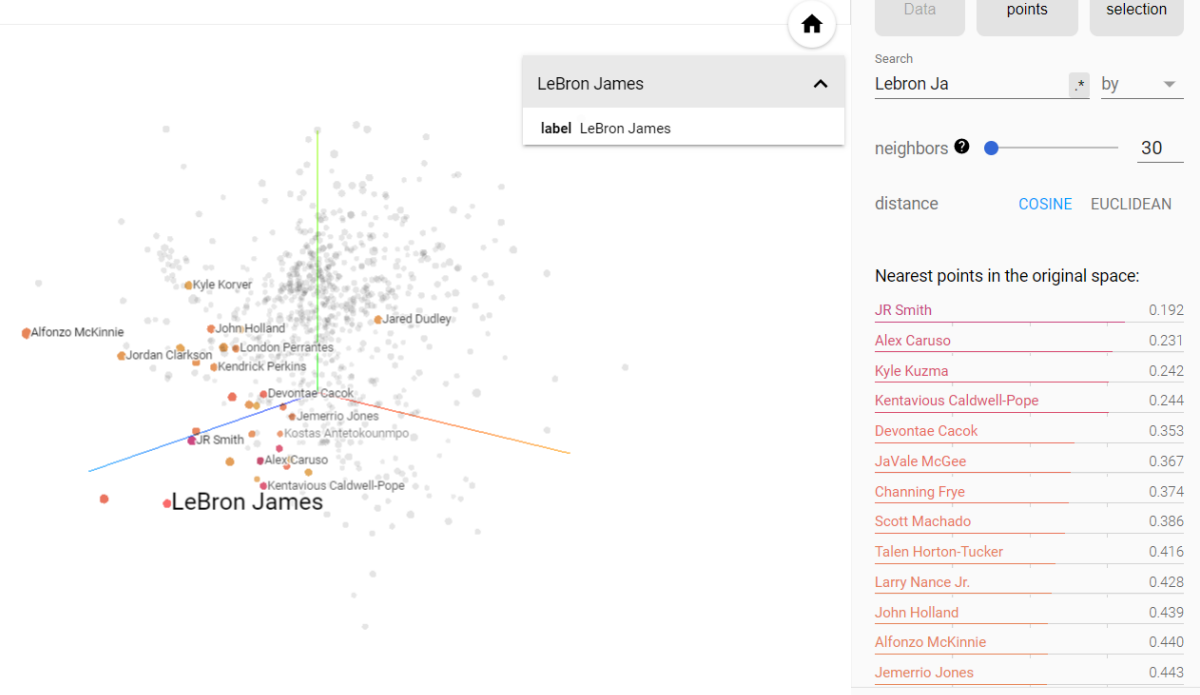 Data points selection
LeBron James
label LeBron James
Kyle Korver
Jared Dudley
Alfonzo McKinnie
John Holland
London Perrantes
Jordan Clarkson
Kendrick Perkins
Devontae Cacok
Jemerrio Jones
Kostas Antetokounmpo
JR Smith
Alex Caruso
Kentavious Caldwell-Pope
LeBron James
Search
Lebron Ja .* by
neighbors ? 30
distance COSINE EUCLIDEAN
Nearest points in the original space:
JR Smith 0.192
Alex Caruso 0.231
Kyle Kuzma 0.242
Kentavious Caldwell-Pope 0.244
Devontae Cacok 0.353
JaVale McGee 0.367
Channing Frye 0.374
Scott Machado 0.386
Talen Horton-Tucker 0.416
Larry Nance Jr. 0.428
John Holland 0.439
Alfonzo McKinnie 0.440
Jemerrio Jones 0.443